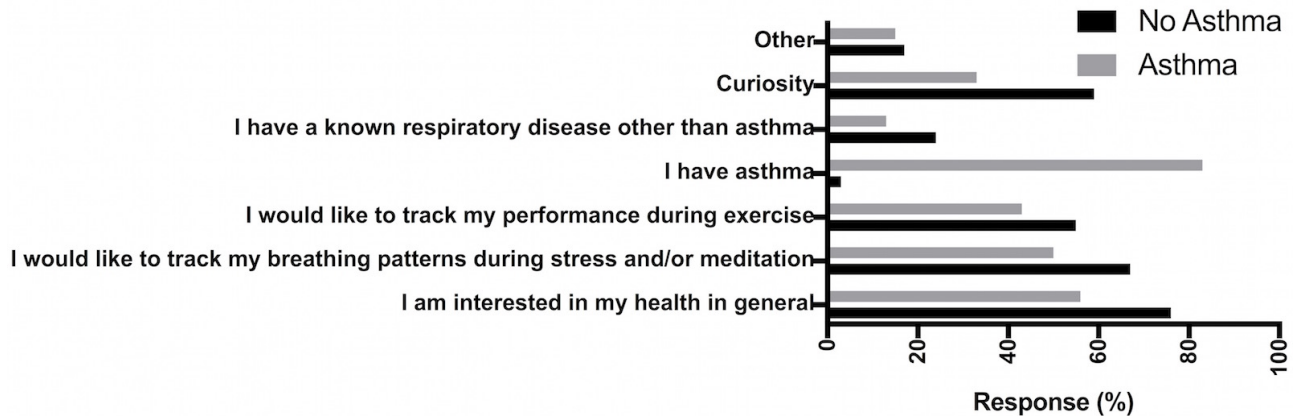 No Asthma
Asthma
Other
Curiosity
I have a known respiratory disease other than asthma
I have asthma
I would like to track my performance during exercise
I would like to track my breathing patterns during stress and/or meditation
I am interested in my health in general
0
20
40
60
80
100
Response (%)